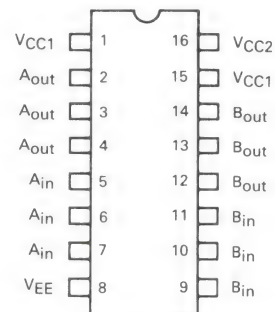 VCC1 1 16 VCC2
Aout 2 15 VCC1
Aout 3 14 Bout
Aout 4 13 Bout
Ain 5 12 Bout
Ain 6 11 Bin
Ain 7 10 Bin
VEE 8 9 Bin